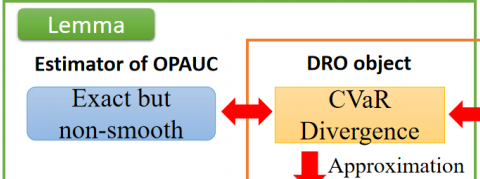 Lemma
Estimator of OPAUC
DRO object
Exact but
non-smooth
CVaR
Divergence
Approximation